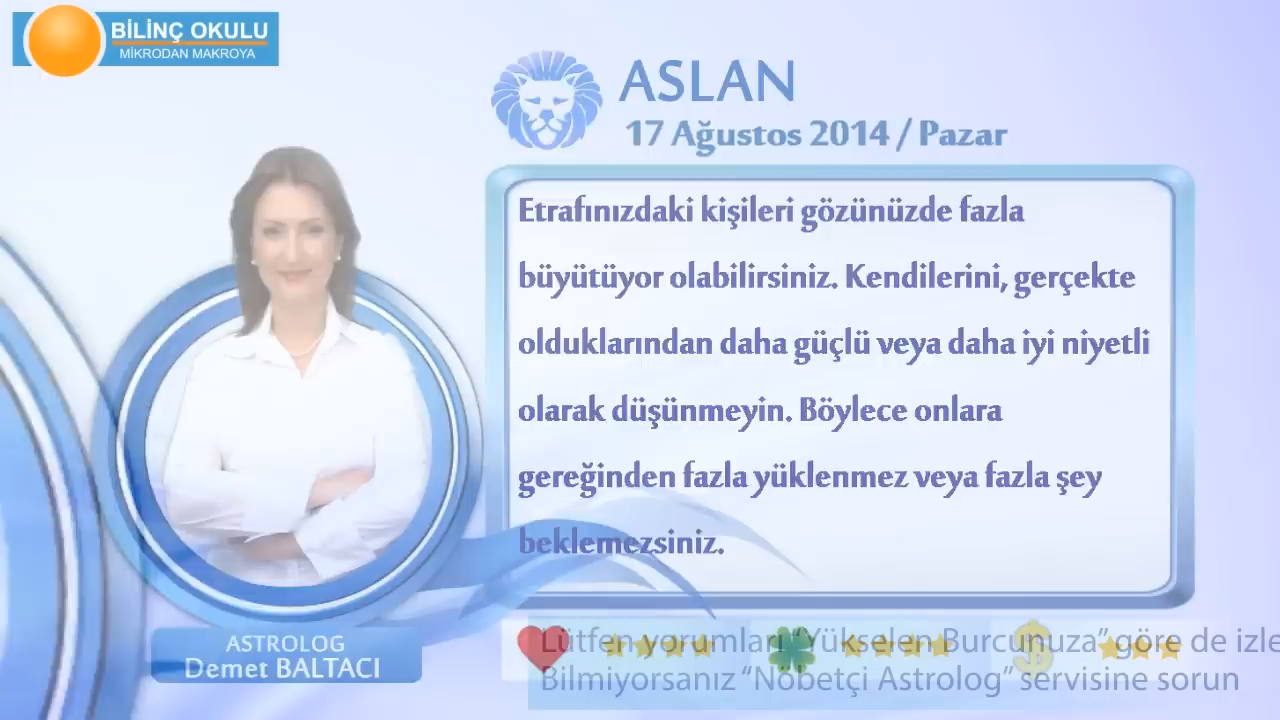 BİLİNÇ OKULU
MİKRODAN MAKROYA
ASLAN
17 Ağustos 2014 / Pazar
Etrafınızdaki kişileri gözünüzde fazla
büyütüyor olabilirsiniz. Kendilerini, gerçekte
olduklarından daha güçlü veya daha iyi niyetli
olarak düşünmeyin. Böylece onlara
gereğinden fazla yüklenmez veya fazla şey
beklemezsiniz.
ASTROLOG
Demet BALTACI
Lütfen yorumları “Yükselen Burcunuza” göre de izle
Bilmiyorsanız “Nöbetçi Astrolog” servisine sorun